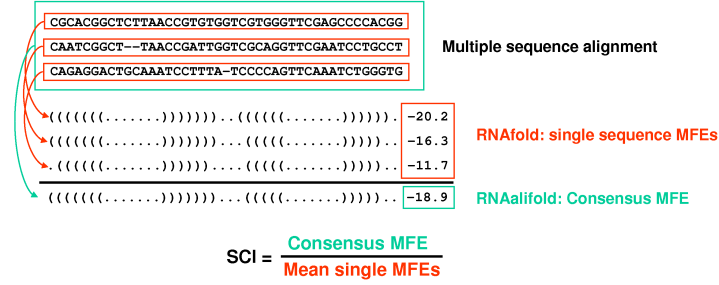 CGCACGGCTCTTAACCGTGTGGTCGTGGGTTCGAGCCCCACGG
CAATCGGCT--TAACCGATTGGTCGCAGGTTCGAATCCTGCCT
CAGAGGACTGCAAATCCTTTA-TCCCCAGTTCAAATCTGGGTG
Multiple sequence alignment
(((((((.......)))))))..((((((.......)))))). -20.2
(((((((.......)))))))..((((((.......)))))). -16.3
.((((((.......)))))))..(((((.......))))).. -11.7
RNAfold: single sequence MFEs
(((((((.......)))))))..(((((.......))))).. -18.9
RNAalifold: Consensus MFE
SCI =
Consensus MFE
Mean single MFEs